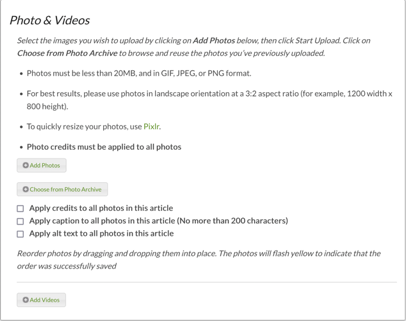 Photo & Videos
Select the images you wish to upload by clicking on Add Photos below, then click Start Upload. Click on
Choose from Photo Archive to browse and reuse the photos you've previously uploaded.
• Photos must be less than 20MB, and in GIF, JPEG, or PNG format.
• For best results, please use photos in landscape orientation at a 3:2 aspect ratio (for example, 1200 width x
800 height).
• To quickly resize your photos, use Pixlr.
• Photo credits must be applied to all photos
Add Photos
Choose from Photo Archive
Apply credits to all photos in this article
Apply caption to all photos in this article (No more than 200 characters)
Apply alt text to all photos in this article
Reorder photos by dragging and dropping them into place. The photos will flash yellow to indicate that the
order was successfully saved
Add Videos